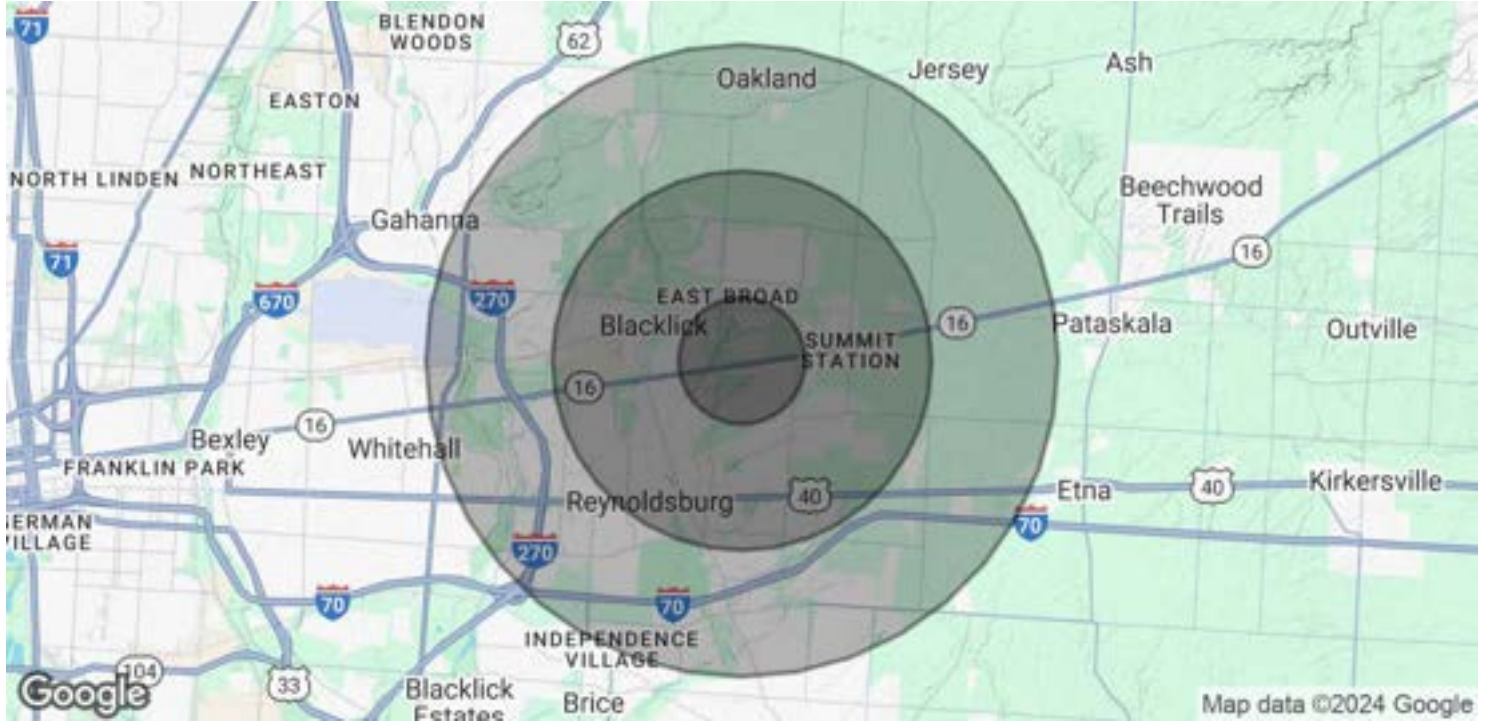 71
BLENDON
WOODS
62
Oakland
Jersey
Ash
EASTON
NORTH LINDEN
NORTHEAST
Beechwood
Trails
Gahanna
71
16
670
270
EAST BROAD
Blacklick
16
Pataskala
Outville
SUMMIT
STATION
16
16
Bexley
Whitehall
FRANKLIN PARK
Reynoldsburg
40
Etna
40
Kirkersville
GERMAN
VILLAGE
70
270
70
70
INDEPENDENCE
VILLAGE
104
33
Blacklick
Estates
Brice
Google
Map data ©2024 Google